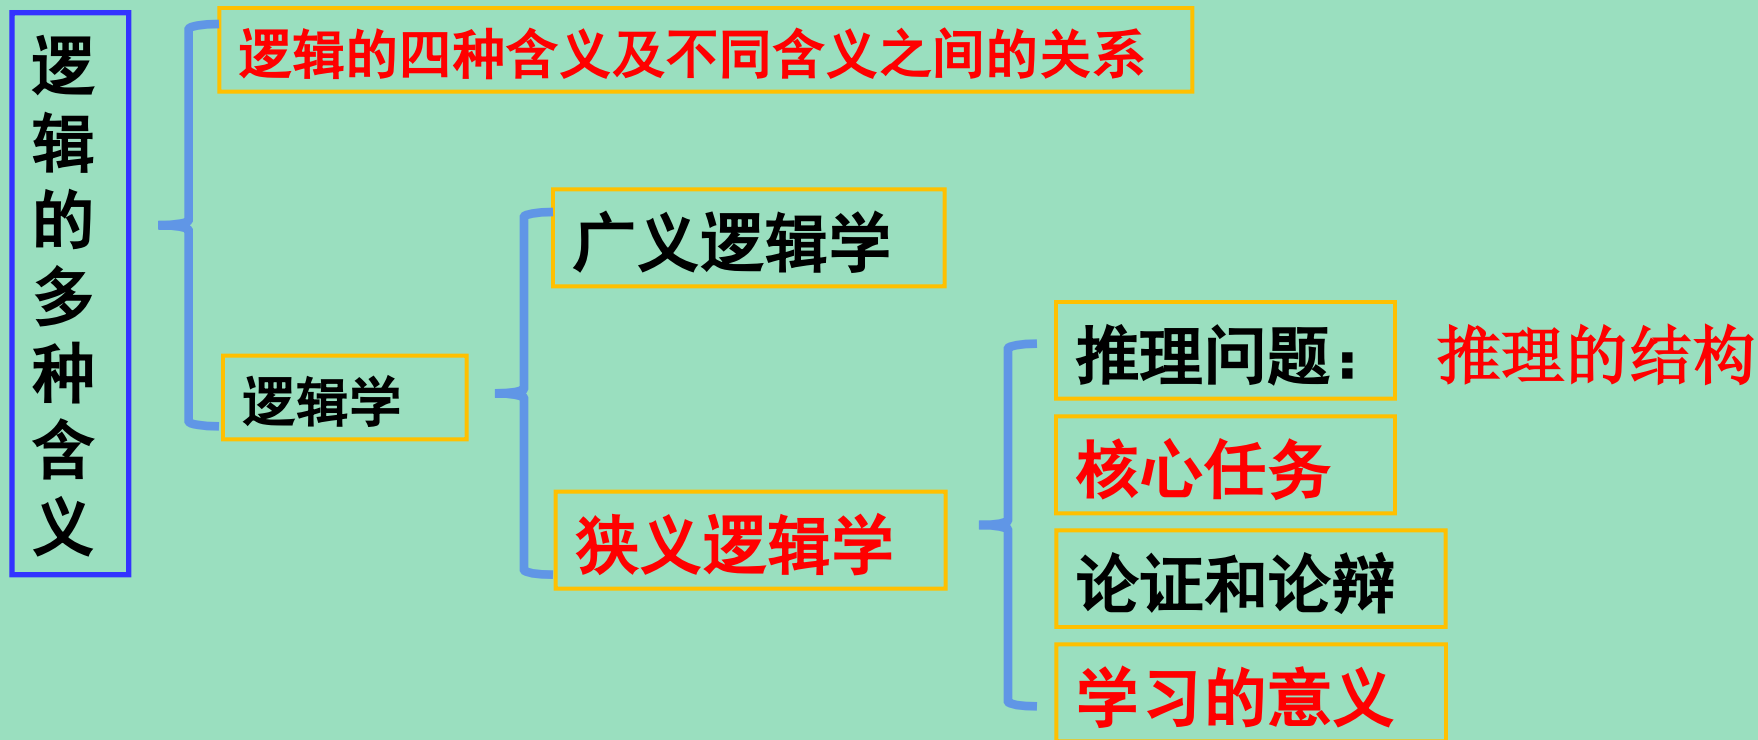 逻辑的多种含义
逻辑的四种含义及不同含义之间的关系
逻辑学
广义逻辑学
狭义逻辑学
推理问题： 推理的结构
核心任务
论证和论辩
学习的意义